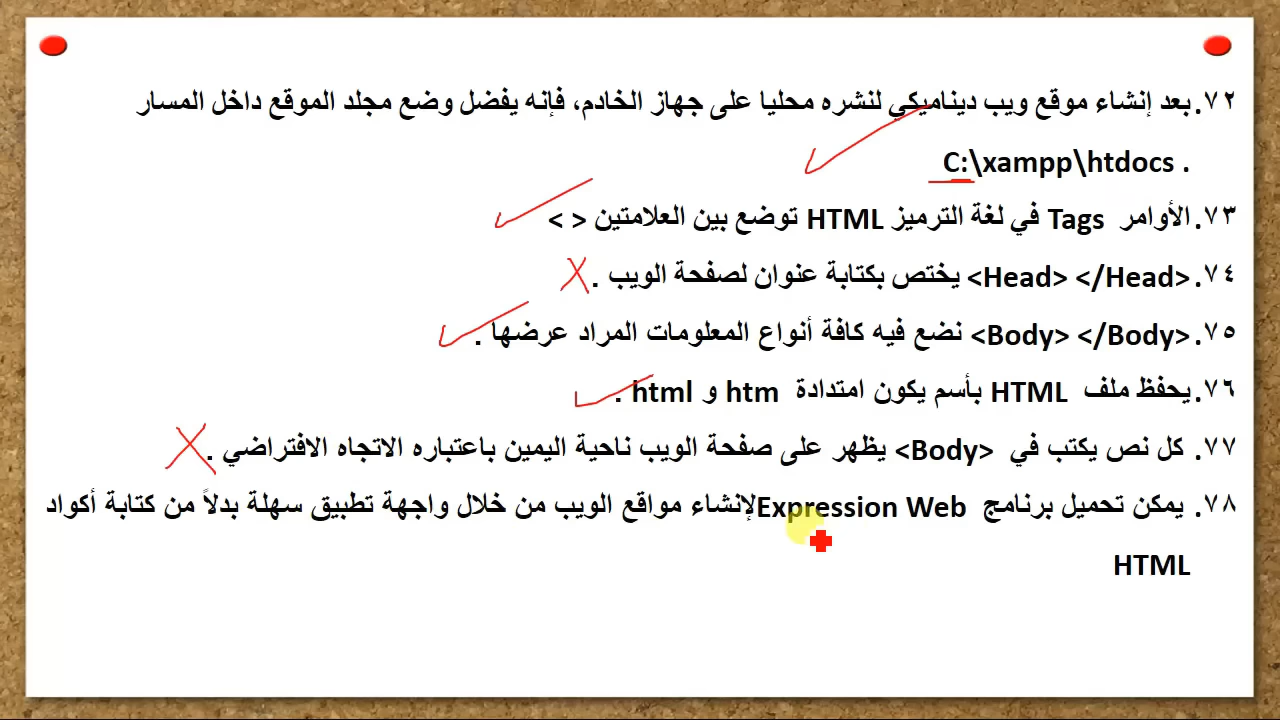 ٧٢. بعد إنشاء موقع ويب ديناميكي لنشره محليا على جهاز الخادم، فإنه يفضل وضع مجلد الموقع داخل المسار
C:\xampp\htdocs .
٧٣. الأوامر Tags في لغة الترميز HTML توضع بين العلامتين < >
٧٤. <Head> </Head> يختص بكتابة عنوان لصفحة الويب .
٧٥. <Body> </Body> نضع فيه كافة أنواع المعلومات المراد عرضها .
٧٦. يحفظ ملف HTML بأسم يكون امتدادة htm و html .
٧٧. كل نص يكتب في <Body> يظهر على صفحة الويب ناحية اليمين باعتباره الاتجاه الافتراضي .
٧٨. يمكن تحميل برنامج Expression Web لإنشاء مواقع الويب من خلال واجهة تطبيق سهلة بدلاً من كتابة أكواد
HTML